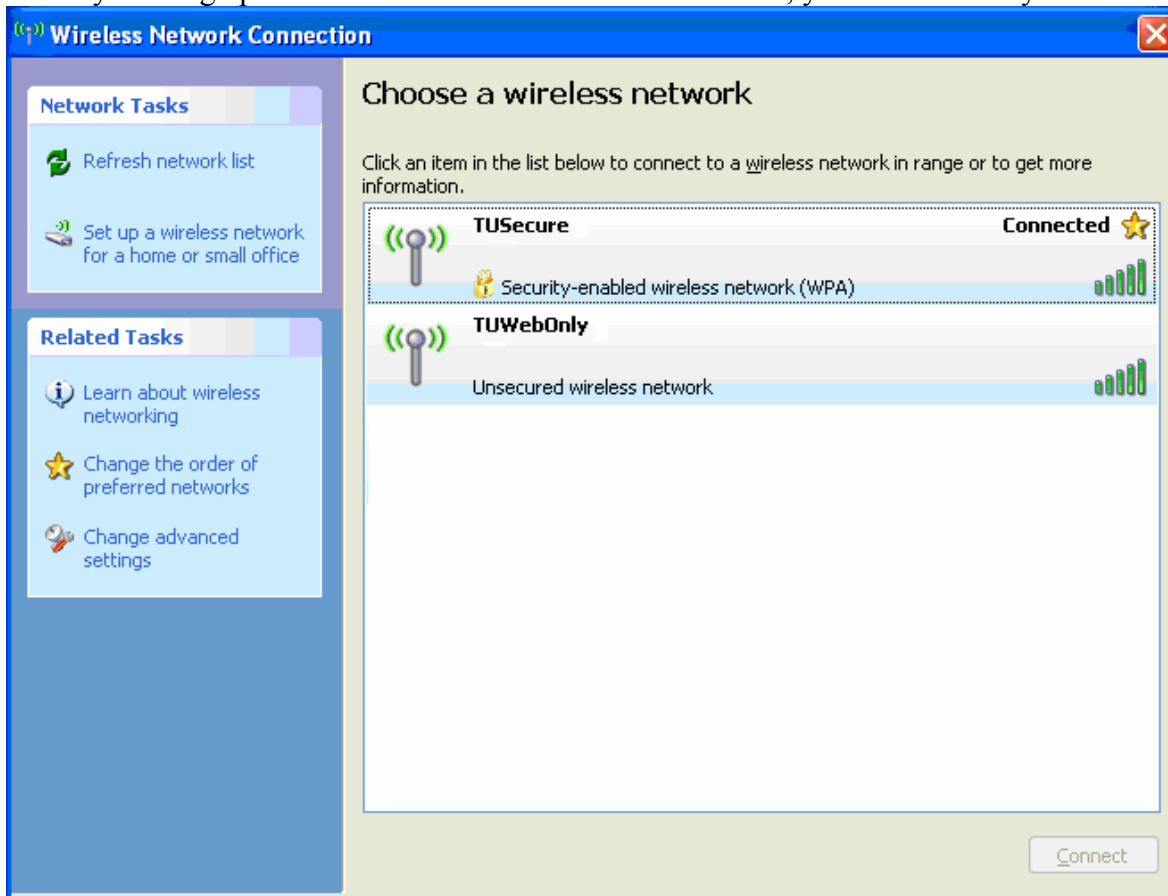 Wireless Network Connection
Network Tasks
Refresh network list
Set up a wireless network
for a home or small office
Related Tasks
Learn about wireless
networking
Change the order of
preferred networks
Change advanced
settings
Choose a wireless network
Click an item in the list below to connect to a wireless network in range or to get more
information.
TUSecure
Connected
Security-enabled wireless network (WPA)
TUWebOnly
Unsecured wireless network
Connect